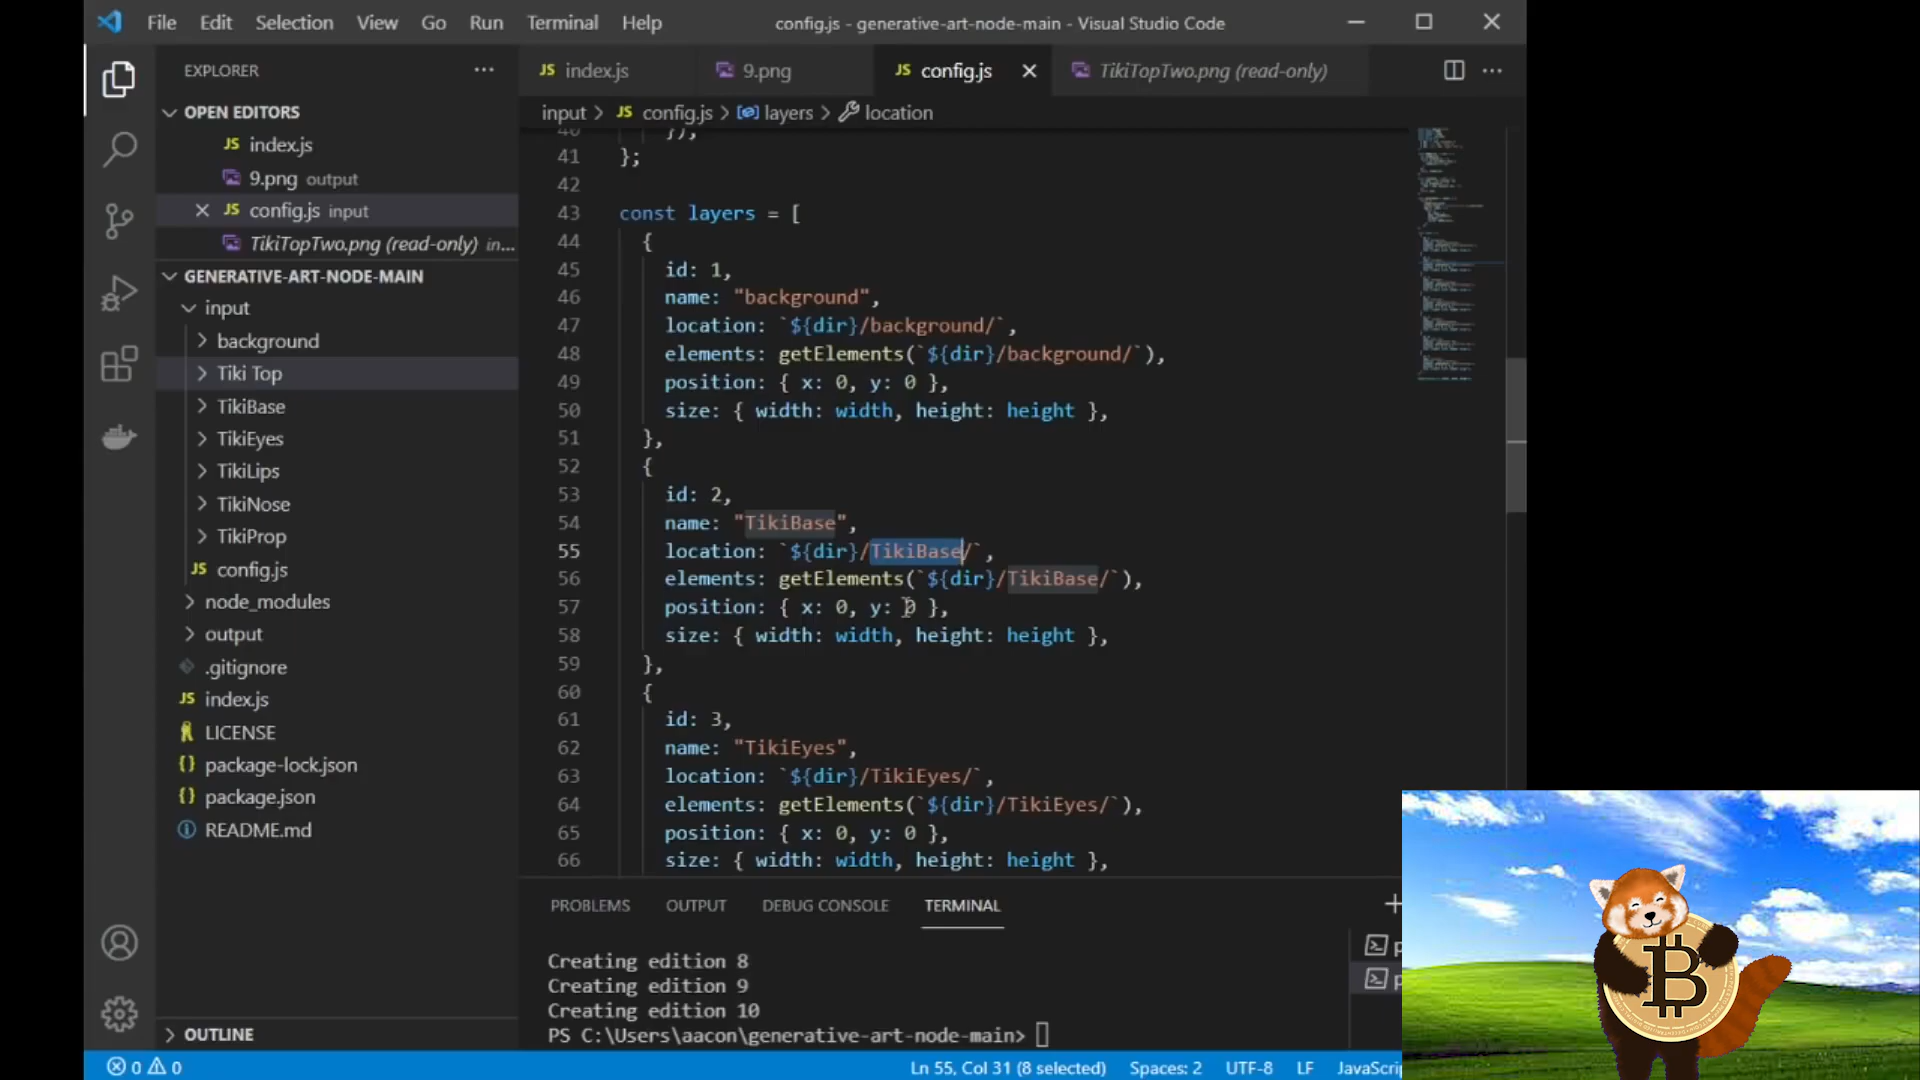 File Edit Selection View Go Run Terminal Help config.js - generative-art-node-main - Visual Studio Code
EXPLORER
OPEN EDITORS
JS index.js
9.png output
JS config.js input
TikiTopTwo.png (read-only) in...
GENERATIVE-ART-NODE-MAIN
input
background
Tiki Top
TikiBase
TikiEyes
TikiLips
TikiNose
TikiProp
JS config.js
node_modules
output
.gitignore
JS index.js
LICENSE
{} package-lock.json
{} package.json
README.md
OUTLINE
JS index.js 9.png JS config.js TikiTopTwo.png (read-only)
input > JS config.js > layers > location
40 });
41 };
42
43 const layers = [
44 {
45 id: 1,
46 name: "background",
47 location: `${dir}/background/`,
48 elements: getElements(`${dir}/background/`),
49 position: { x: 0, y: 0 },
50 size: { width: width, height: height },
51 },
52 {
53 id: 2,
54 name: "TikiBase",
55 location: `${dir}/TikiBase/`,
56 elements: getElements(`${dir}/TikiBase/`),
57 position: { x: 0, y: 0 },
58 size: { width: width, height: height },
59 },
60 {
61 id: 3,
62 name: "TikiEyes",
63 location: `${dir}/TikiEyes/`,
64 elements: getElements(`${dir}/TikiEyes/`),
65 position: { x: 0, y: 0 },
66 size: { width: width, height: height },
PROBLEMS OUTPUT DEBUG CONSOLE TERMINAL
Creating edition 8
Creating edition 9
Creating edition 10
PS C:\Users\aacon\generative-art-node-main>
0 0 Ln 55, Col 31 (8 selected) Spaces: 2 UTF-8 LF JavaScri